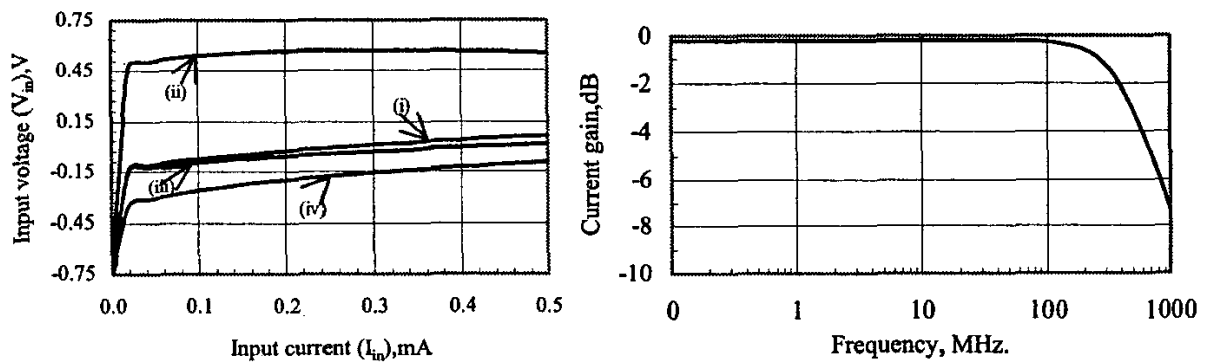 0.75
0.45
0.15
-0.15
-0.45
-0.75
Input voltage (V_in),V
(ii)
(i)
(iii)
(iv)
0.0 0.1 0.2 0.3 0.4 0.5
Input current (I_in),mA
0
-2
-4
-6
-8
-10
Current gain,dB
0 1 10 100 1000
Frequency, MHz.